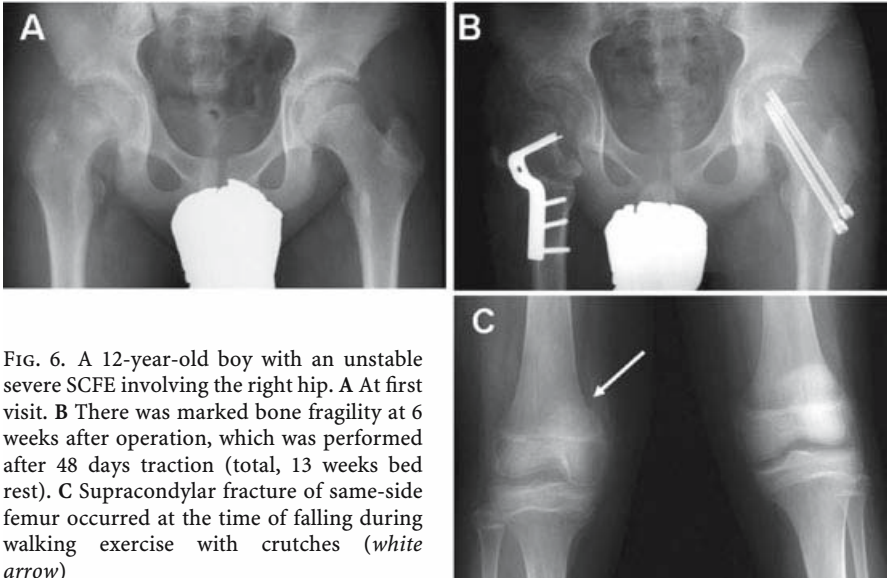 A
B
C
FIG. 6. A 12-year-old boy with an unstable
severe SCFE involving the right hip. A At first
visit. B There was marked bone fragility at 6
weeks after operation, which was performed
after 48 days traction (total, 13 weeks bed
rest). C Supracondylar fracture of same-side
femur occurred at the time of falling during
walking exercise with crutches (white
arrow)